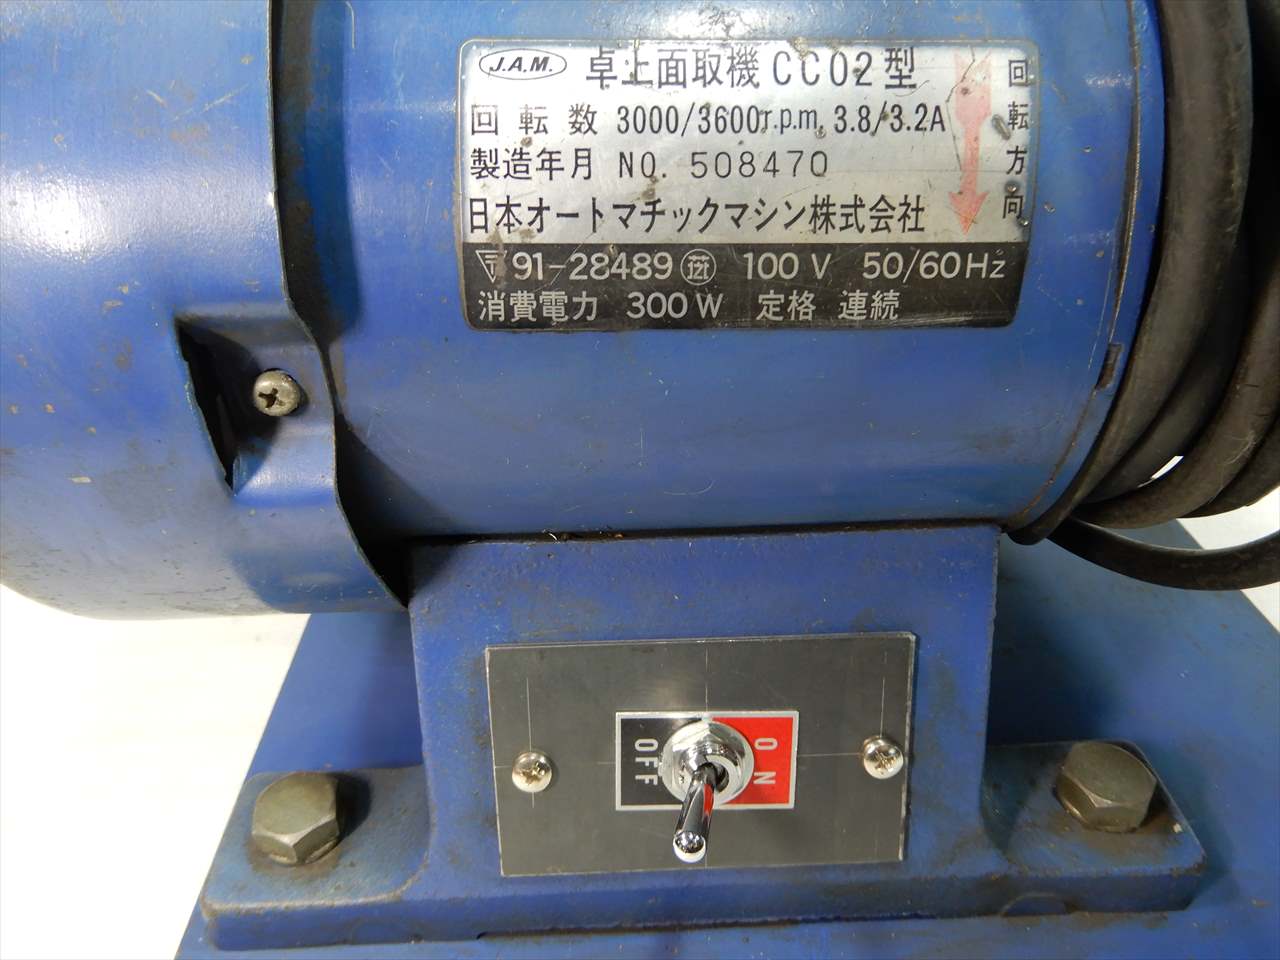 J.A.M. 卓上面取機 CC02型
回転数 3000/3600r.p.m, 3.8/3.2A
製造年月 NO. 508470
日本オートマチックマシン株式会社
回転方向
〒 91-28489 100V 50/60Hz
消費電力 300W 定格 連続
OFF
ON